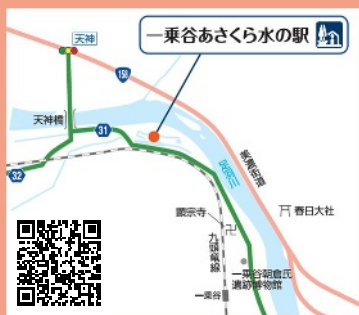 天神
一乗谷あさくら水の駅
158
天神橋
31
美濃街道
足羽川
32
顕宗寺
春日大社
九頭竜線
一乗谷朝倉氏
遺跡博物館
一乗谷